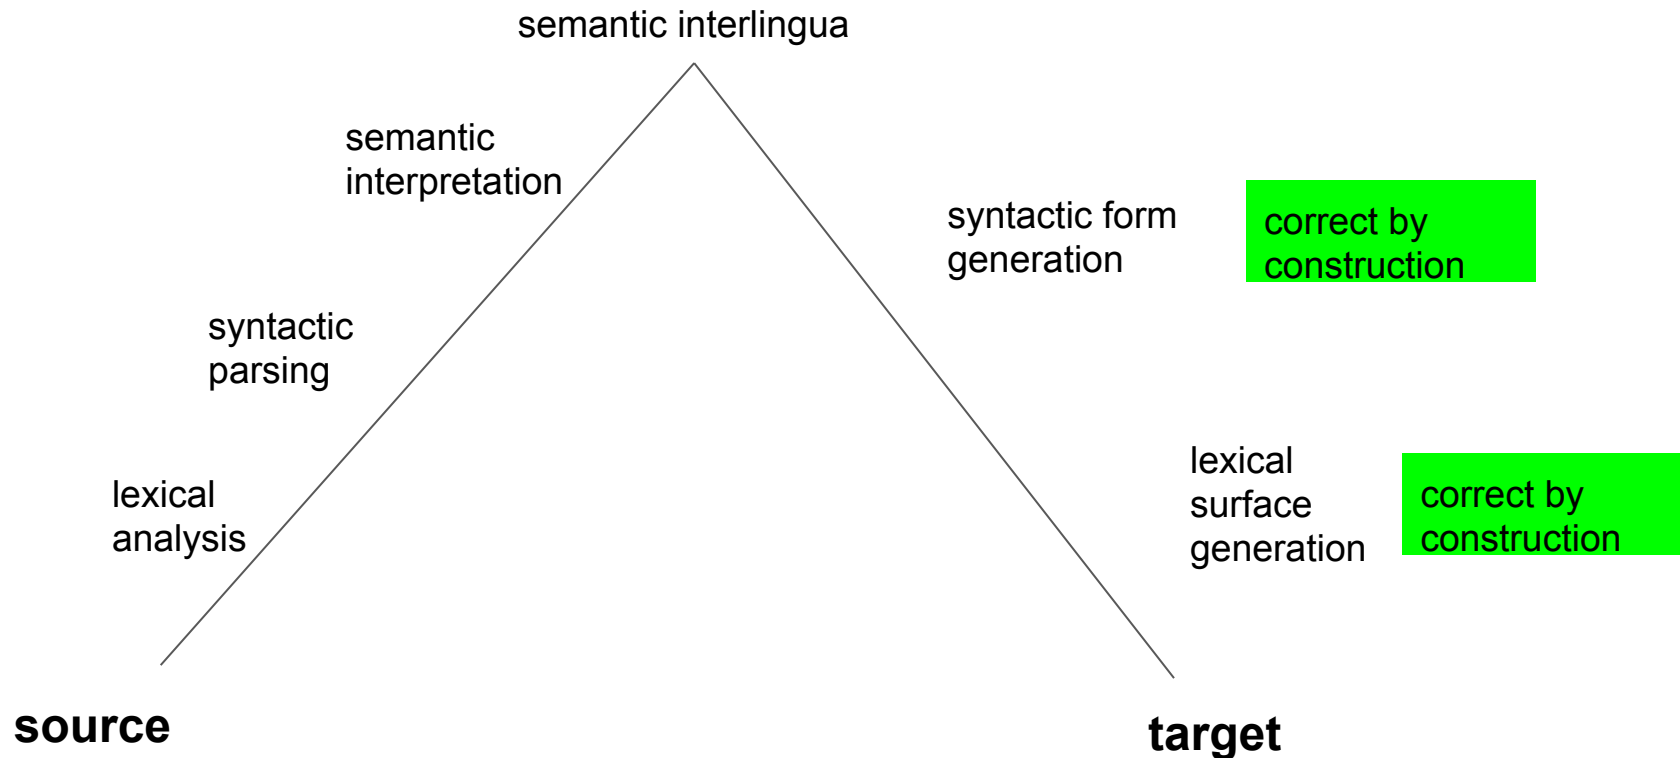 semantic interlingua
semantic
interpretation
syntactic form
generation
correct by
construction
syntactic
parsing
lexical
analysis
lexical
surface
generation
correct by
construction
source
target